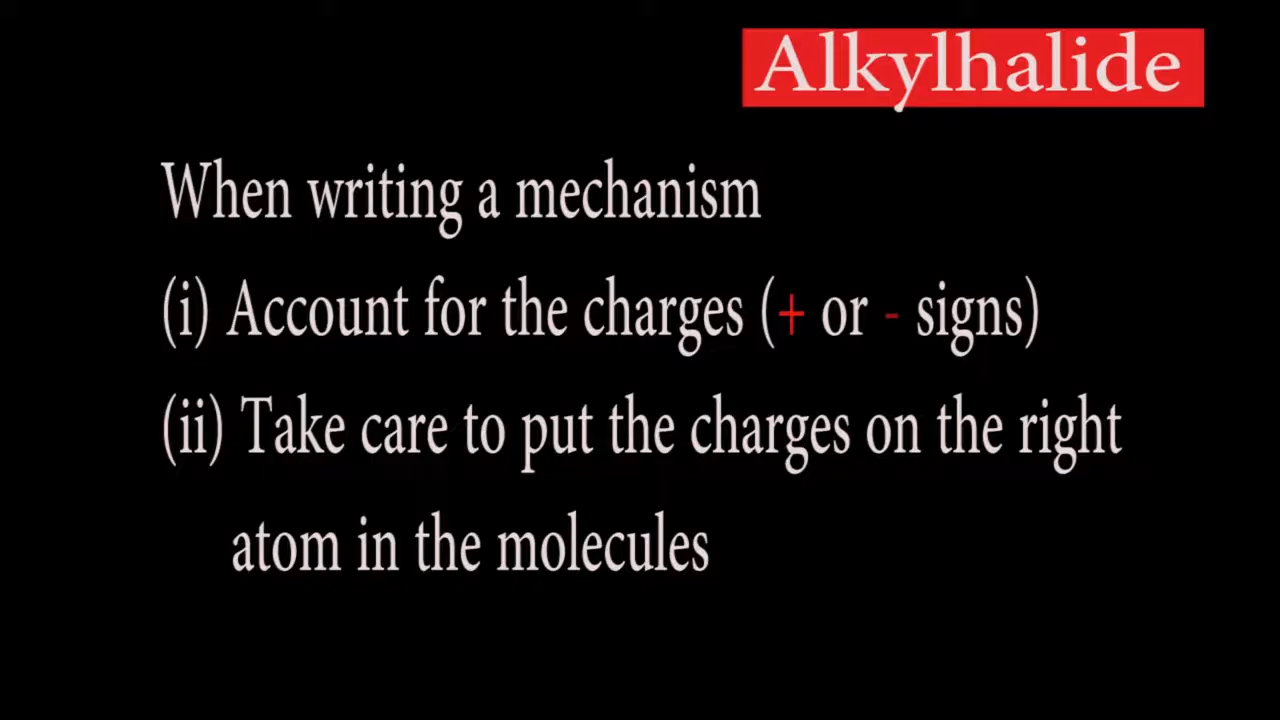 Alkylhalide
When writing a mechanism
(i) Account for the charges (+ or - signs)
(ii) Take care to put the charges on the right
atom in the molecules